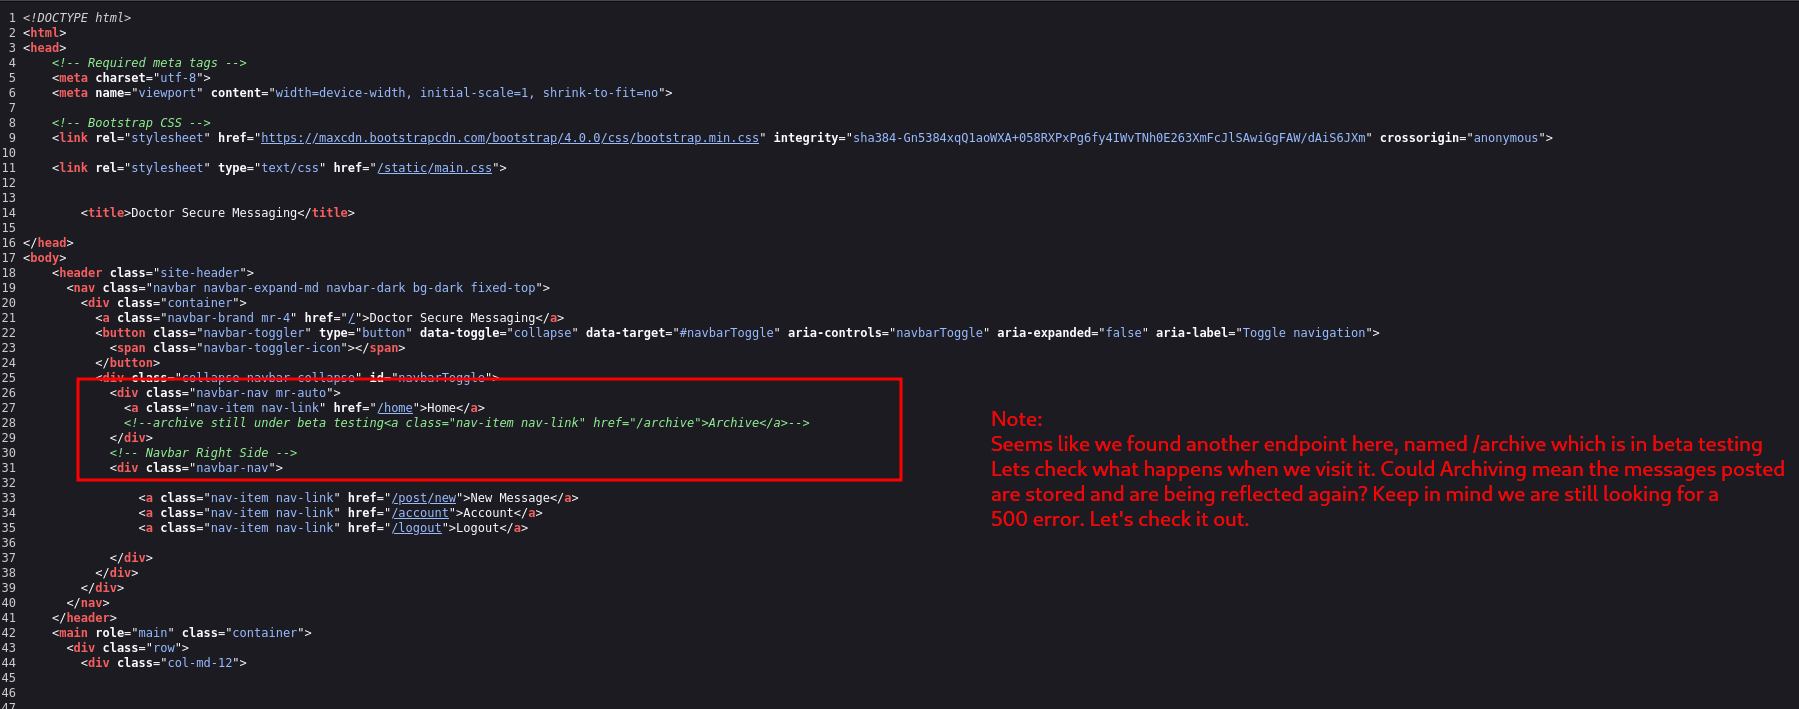 1 <!DOCTYPE html>
2 <html>
3 <head>
4 <!-- Required meta tags -->
5 <meta charset="utf-8">
6 <meta name="viewport" content="width=device-width, initial-scale=1, shrink-to-fit=no">
7
8 <!-- Bootstrap CSS -->
9 <link rel="stylesheet" href="https://maxcdn.bootstrapcdn.com/bootstrap/4.0.0/css/bootstrap.min.css" integrity="sha384-Gn5384xqQ1aoWXA+058RXPxPg6fy4IWvTNh0E263XmFcJlSAwiGgFAW/dAiS6JXm" crossorigin="anonymous">
10
11 <link rel="stylesheet" type="text/css" href="/static/main.css">
12
13
14 <title>Doctor Secure Messaging</title>
15
16 </head>
17 <body>
18 <header class="site-header">
19 <nav class="navbar navbar-expand-md navbar-dark bg-dark fixed-top">
20 <div class="container">
21 <a class="navbar-brand mr-4" href="/">Doctor Secure Messaging</a>
22 <button class="navbar-toggler" type="button" data-toggle="collapse" data-target="#navbarToggle" aria-controls="navbarToggle" aria-expanded="false" aria-label="Toggle navigation">
23 <span class="navbar-toggler-icon"></span>
24 </button>
25 <div class="collapse navbar-collapse" id="navbarToggle">
26 <div class="navbar-nav mr-auto">
27 <a class="nav-item nav-link" href="/home">Home</a>
28 <!--archive still under beta testing<a class="nav-item nav-link" href="/archive">Archive</a>-->
29 </div>
30 <!-- Navbar Right Side -->
31 <div class="navbar-nav">
32
33 <a class="nav-item nav-link" href="/post/new">New Message</a>
34 <a class="nav-item nav-link" href="/account">Account</a>
35 <a class="nav-item nav-link" href="/logout">Logout</a>
36
37 </div>
38 </div>
39 </div>
40 </nav>
41 </header>
42 <main role="main" class="container">
43 <div class="row">
44 <div class="col-md-12">
45
46
47
Note:
Seems like we found another endpoint here, named /archive which is in beta testing
Lets check what happens when we visit it. Could Archiving mean the messages posted
are stored and are being reflected again? Keep in mind we are still looking for a
500 error. Let's check it out.